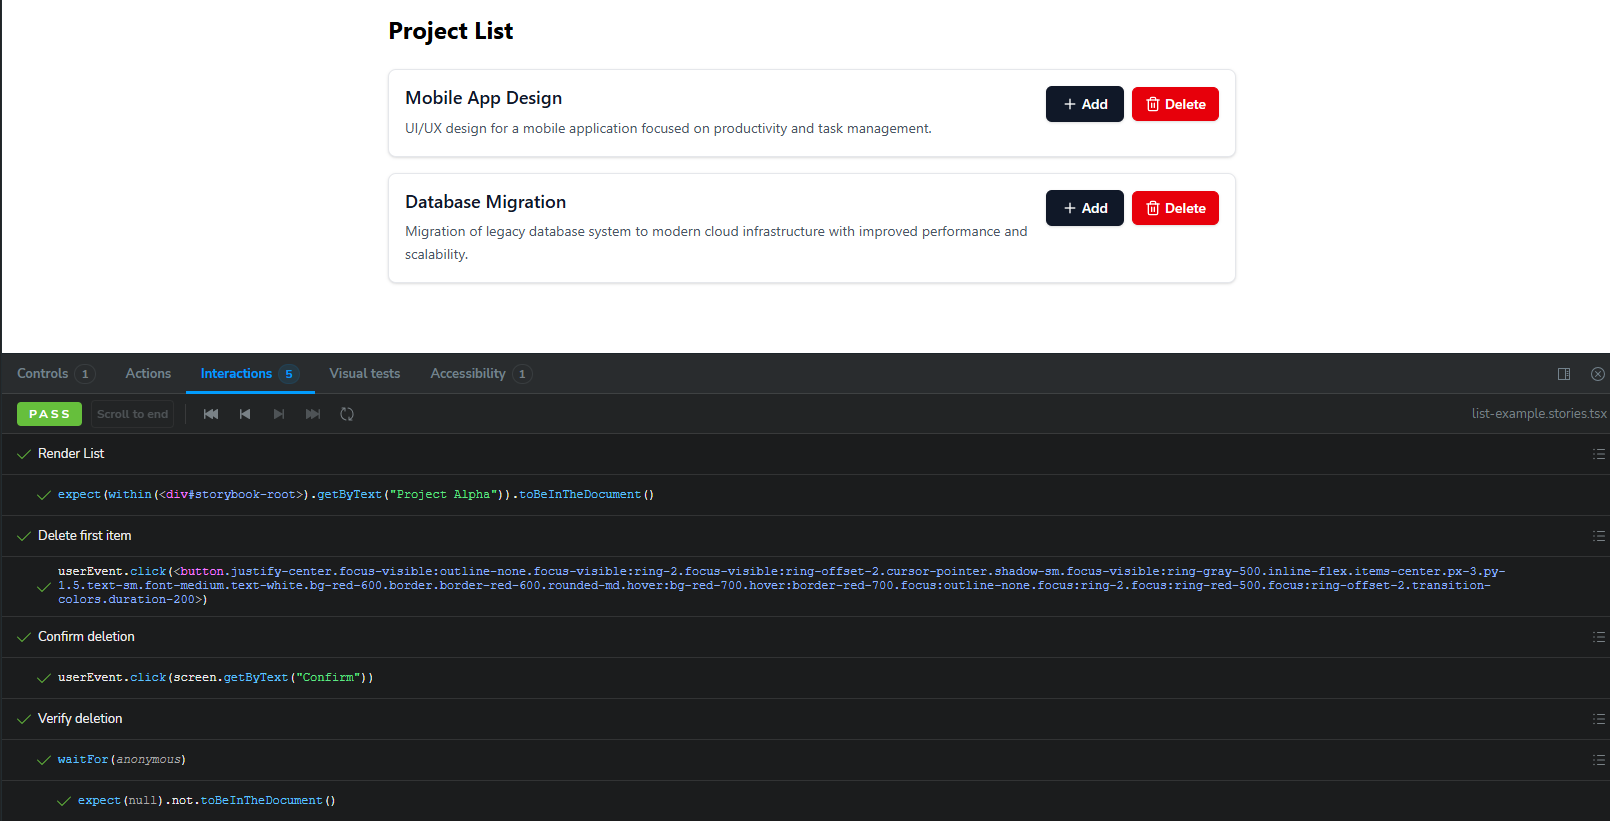 Project List
Mobile App Design
+ Add
Delete
UI/UX design for a mobile application focused on productivity and task management.
Database Migration
+ Add
Delete
Migration of legacy database system to modern cloud infrastructure with improved performance and
scalability.
Controls 1 Actions Interactions 5 Visual tests Accessibility 1
PASS Scroll to end list-example.stories.tsx
Render List
expect(within(<div#storybook-root>).getByText("Project Alpha")).toBeInTheDocument()
Delete first item
userEvent.click(<button.justify-center.focus-visible:outline-none.focus-visible:ring-2.focus-visible:ring-offset-2.cursor-pointer.shadow-sm.focus-visible:ring-gray-500.inline-flex.items-center.px-3.py-
1.5.text-sm.font-medium.text-white.bg-red-600.border.border-red-600.rounded-md.hover:bg-red-700.hover:border-red-700.focus:outline-none.focus:ring-2.focus:ring-red-500.focus:ring-offset-2.transition-
colors.duration-200>)
Confirm deletion
userEvent.click(screen.getByText("Confirm"))
Verify deletion
waitFor(anonymous)
expect(null).not.toBeInTheDocument()